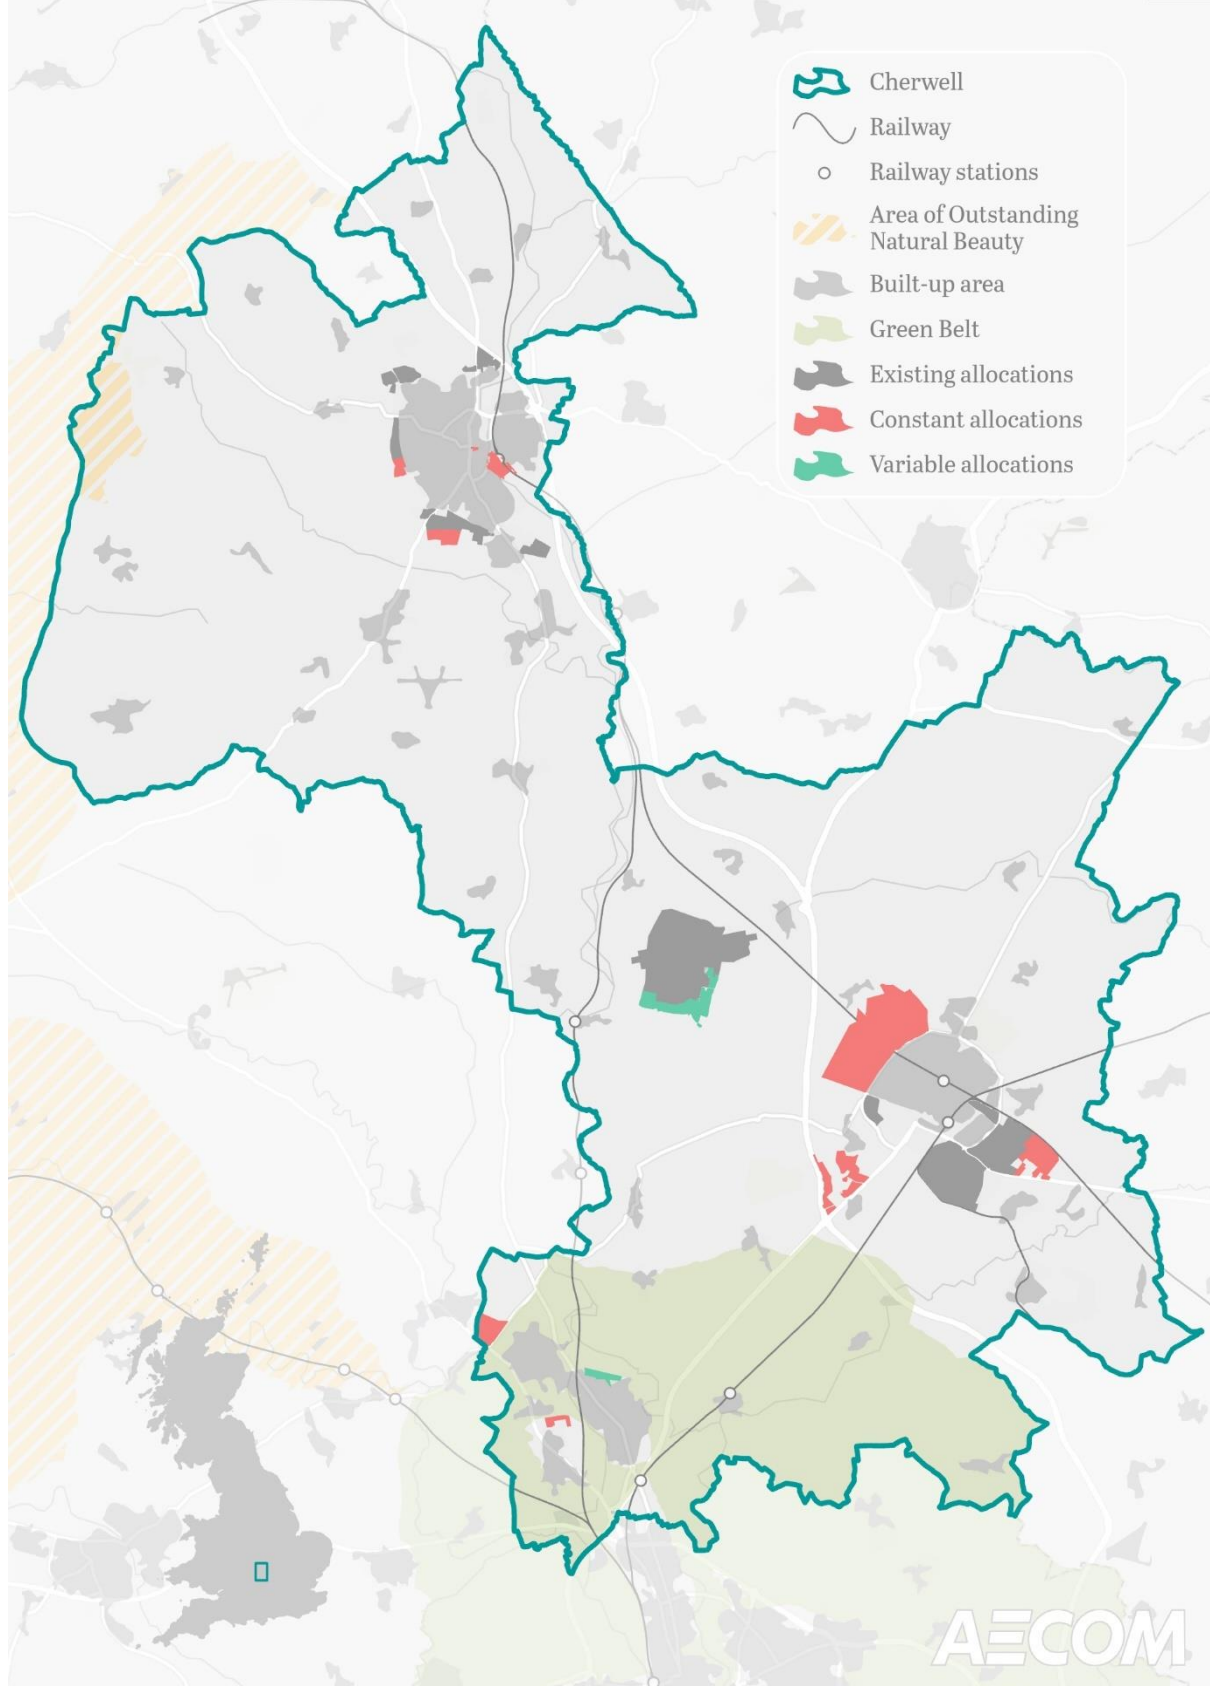 Cherwell
Railway
Railway stations
Area of Outstanding
Natural Beauty
Built-up area
Green Belt
Existing allocations
Constant allocations
Variable allocations
AECOM